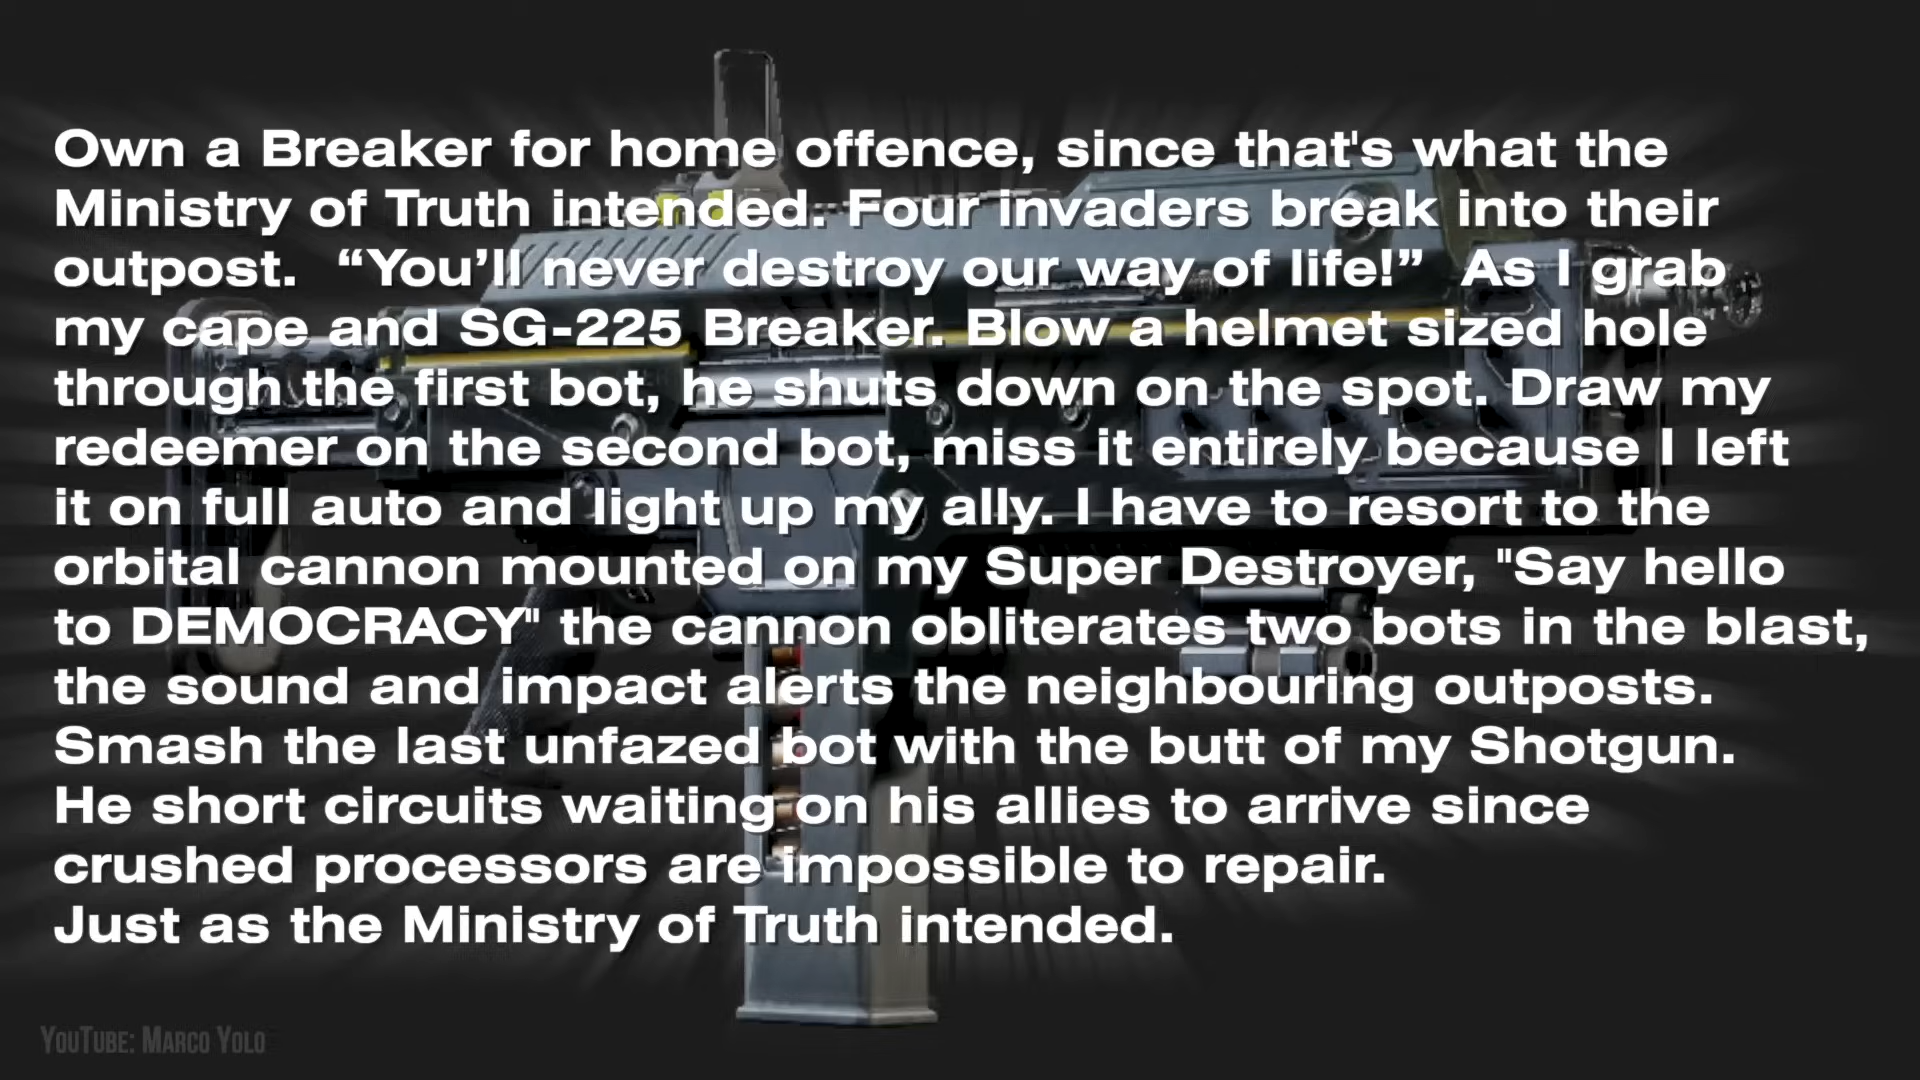 Own a Breaker for home offence, since that's what the
Ministry of Truth intended. Four invaders break into their
outpost.  “You’ll never destroy our way of life!”  As I grab
my cape and SG-225 Breaker. Blow a helmet sized hole
through the first bot, he shuts down on the spot. Draw my
redeemer on the second bot, miss it entirely because I left
it on full auto and light up my ally. I have to resort to the
orbital cannon mounted on my Super Destroyer, "Say hello
to DEMOCRACY" the cannon obliterates two bots in the blast,
the sound and impact alerts the neighbouring outposts.
Smash the last unfazed bot with the butt of my Shotgun.
He short circuits waiting on his allies to arrive since
crushed processors are impossible to repair.
Just as the Ministry of Truth intended.
YouTube: Marco Yolo